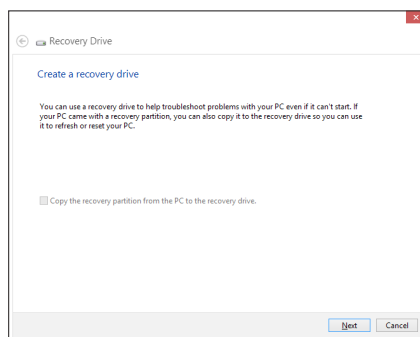 Recovery Drive
Create a recovery drive
You can use a recovery drive to help troubleshoot problems with your PC even if it can't start. If
your PC came with a recovery partition, you can also copy it to the recovery drive so you can use
it to refresh or reset your PC.
Copy the recovery partition from the PC to the recovery drive.
Next Cancel